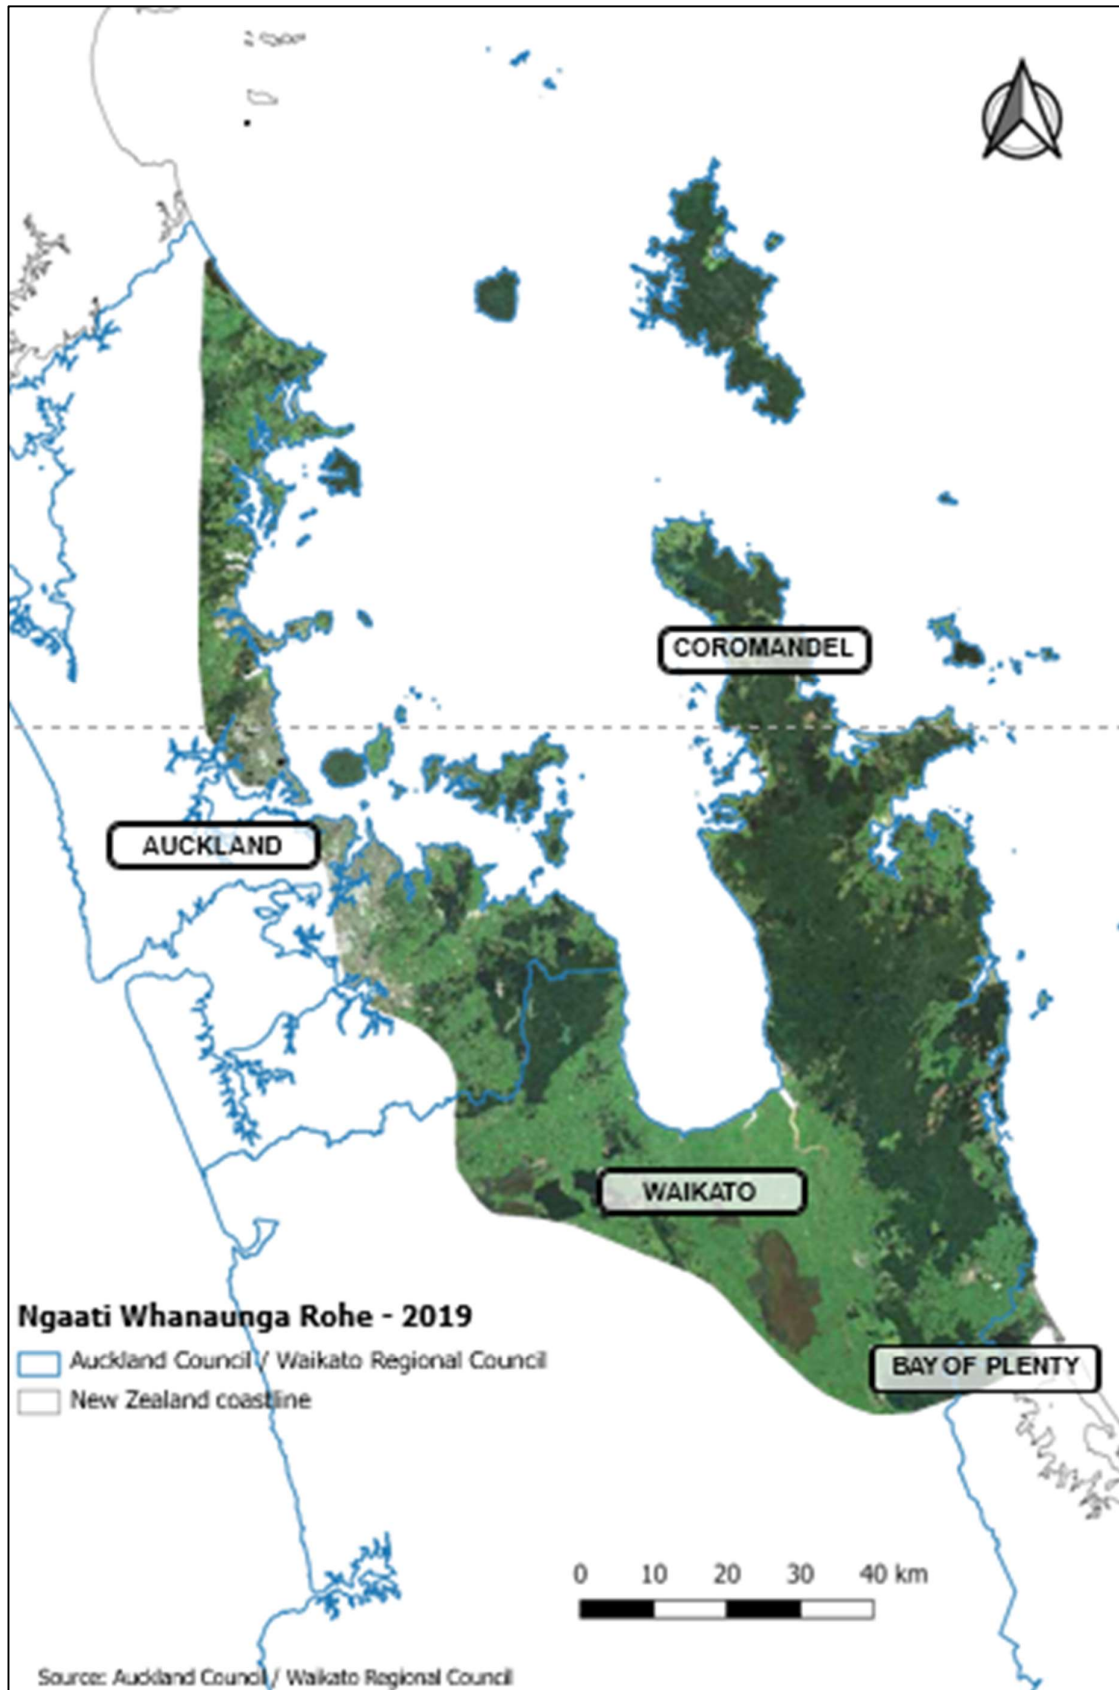 COROMANDEL
AUCKLAND
WAIKATO
Ngaati Whanaunga Rohe - 2019
Auckland Council / Waikato Regional Council
New Zealand coastline
BAY OF PLENTY
0 10 20 30 40 km
Source: Auckland Council / Waikato Regional Council